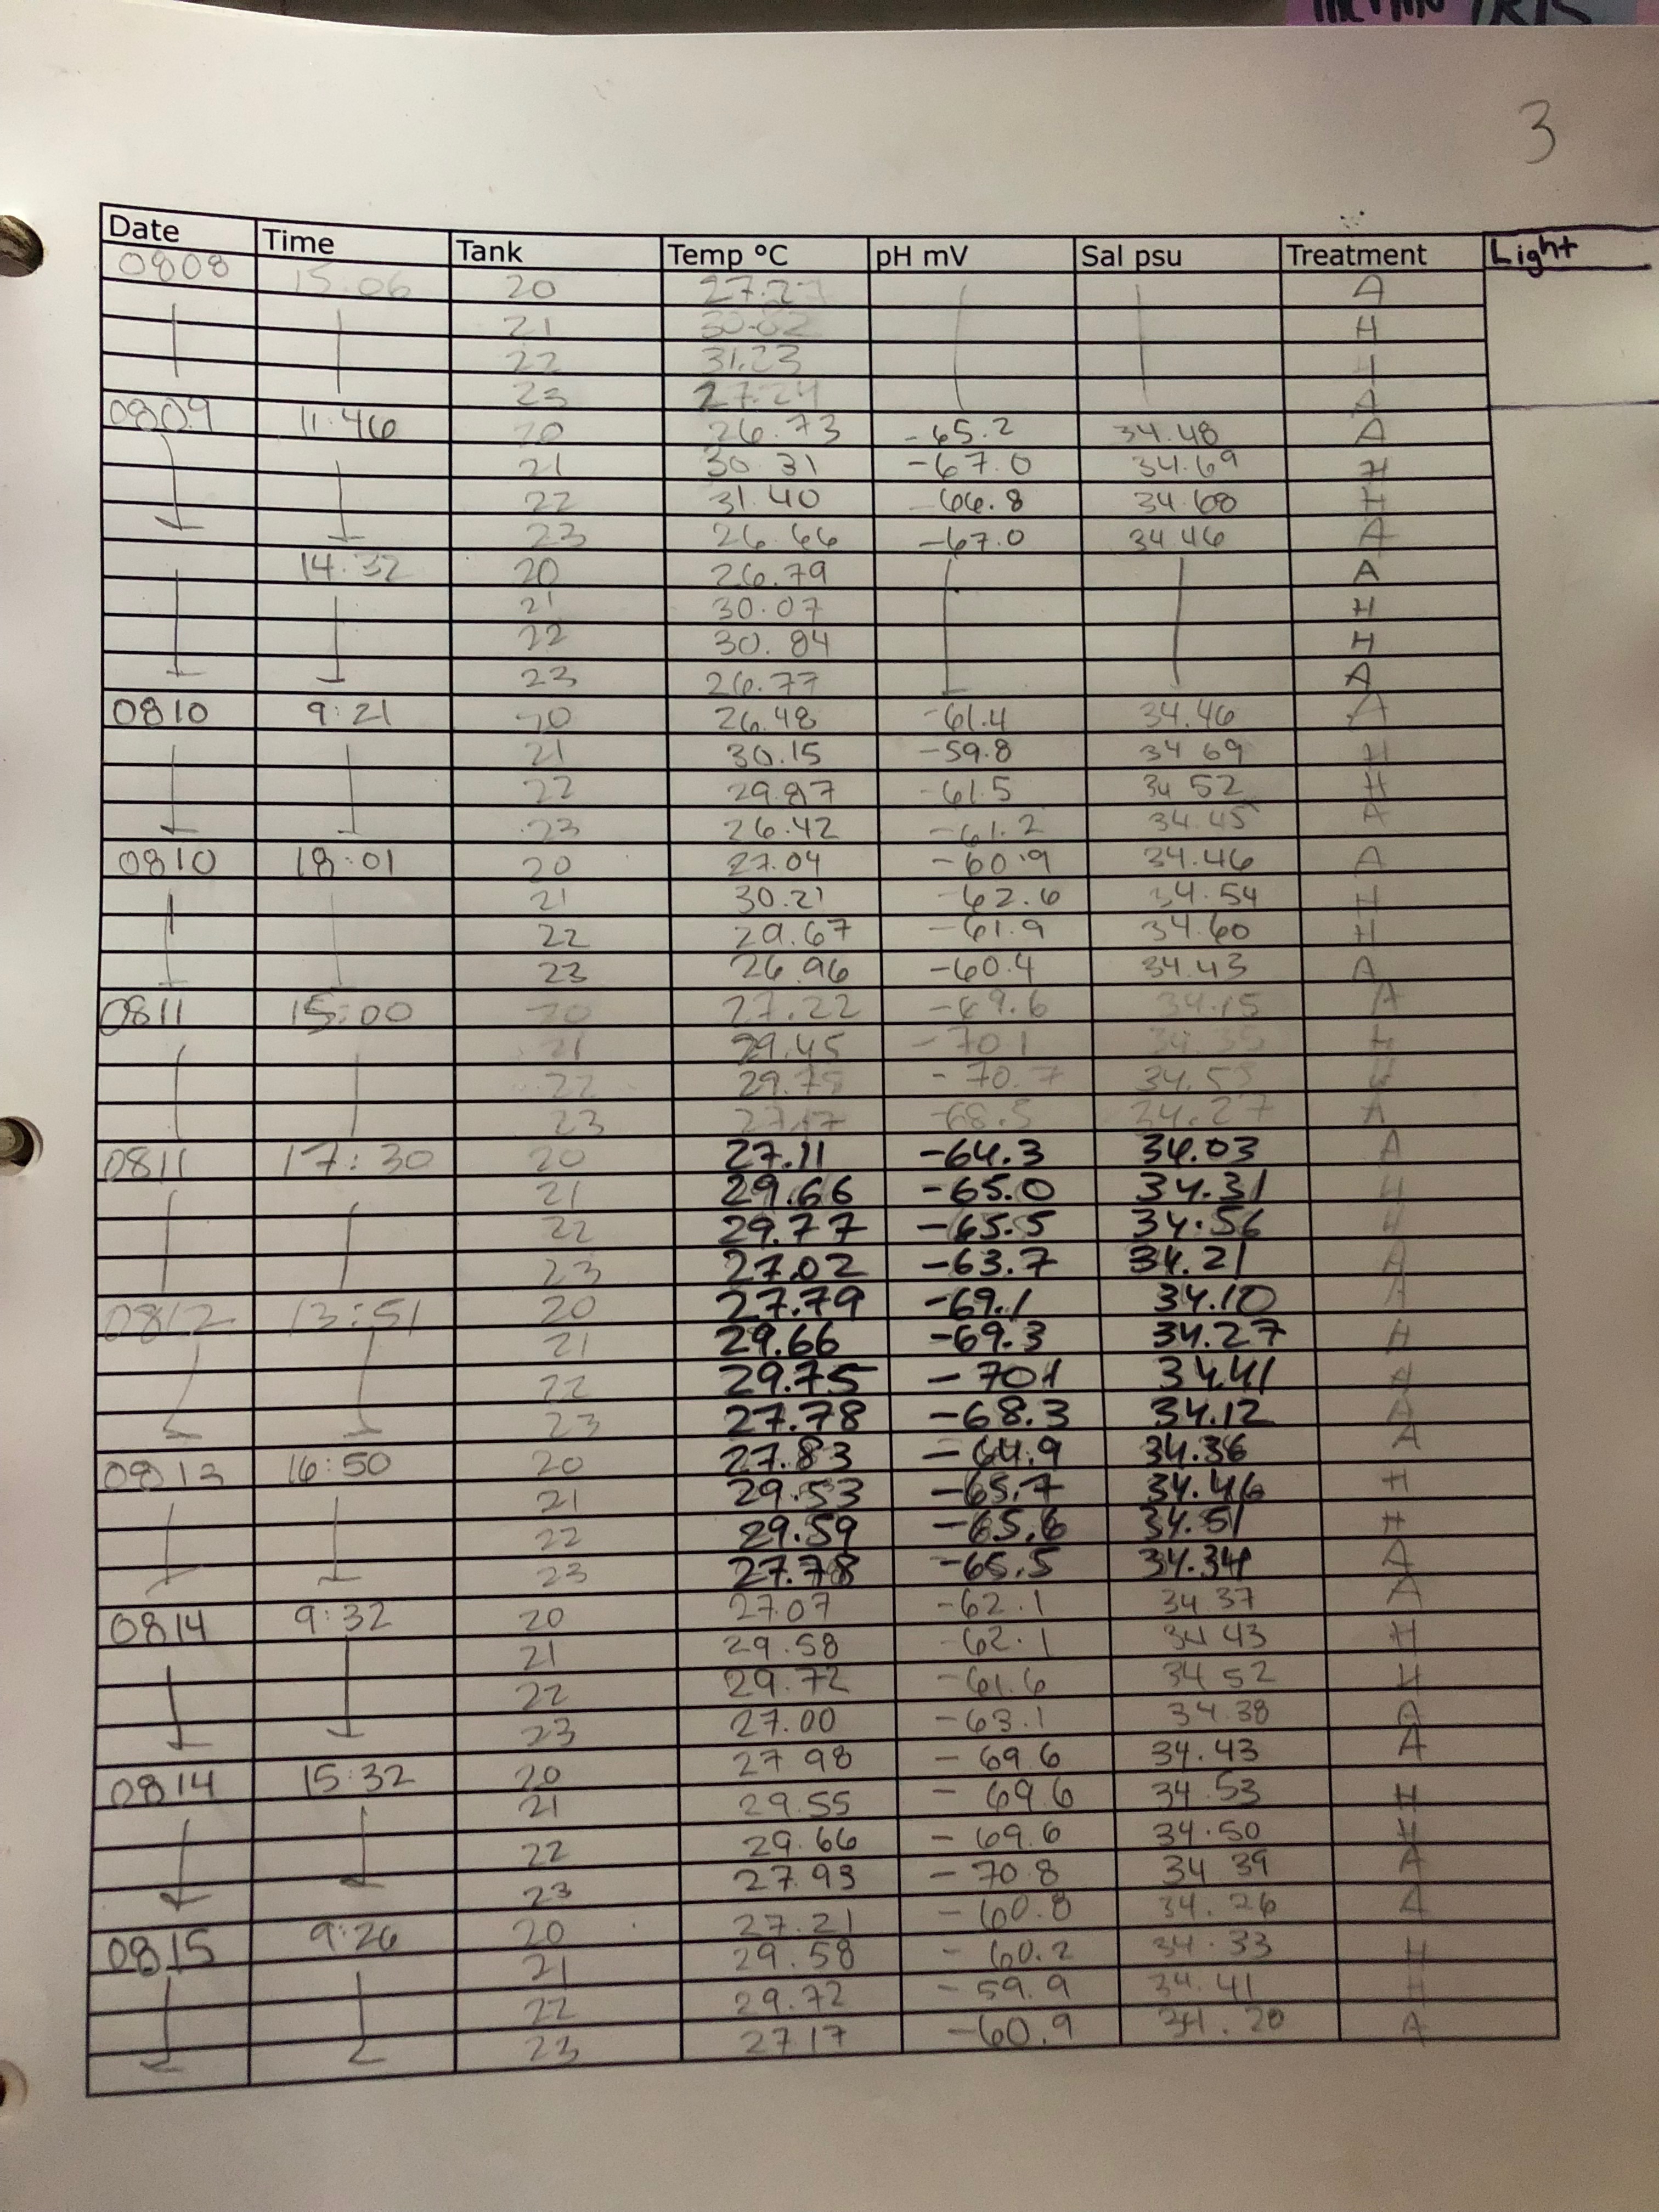 3
Date Time Tank Temp °C pH mV Sal psu Treatment Light
0808 15:06 20 27.2 A
21 30.02 H
22 31.23 H
23 27.24 A
0809 11:46 20 26.73 -65.2 34.48 A
21 30.31 -67.0 34.69 H
22 31.40 -66.8 34.68 H
23 26.66 -67.0 34.46 A
14:32 20 26.79 A
21 30.07 H
22 30.84 H
23 26.77 A
0810 9:21 20 26.48 -61.4 34.46 A
21 30.15 -59.8 34 69 H
22 29.87 -61.5 34 52 H
23 26.42 -61.2 34.45 A
0810 18:01 20 27.04 -60.9 34.46 A
21 30.21 -62.6 34.54 H
22 29.67 -61.9 34.60 H
23 26.96 -60.4 34.43 A
0811 15:00 20 27.22 -69.6 34.15 A
21 29.45 -70.1 34.35 H
22 29.75 -70.7 34.55 H
23 27.17 -68.5 34.27 A
0811 17:30 20 27.11 -64.3 34.03 A
21 29.66 -65.0 34.31 H
22 29.77 -65.5 34.56 H
23 27.02 -63.7 34.21 A
0812 13:51 20 27.79 -69.1 34.10 A
21 29.66 -69.3 34.27 H
22 29.75 -70.1 34.41 H
23 27.78 -68.3 34.12 A
0813 16:50 20 27.83 -64.9 34.36 A
21 29.53 -65.7 34.46 H
22 29.59 -65.6 34.51 H
23 27.78 -65.5 34.34 A
0814 9:32 20 27.07 -62.1 34 37 A
21 29.58 -62.1 34 43 H
22 29.72 -61.6 34 52 H
23 27.00 -63.1 34.38 A
0814 15:32 20 27 98 -69.6 34.43 A
21 29.55 -69.6 34.53 H
22 29.66 -69.6 34.50 H
23 27.93 -70.8 34 39 A
0815 9:26 20 27.21 -60.8 34.26 A
21 29.58 -60.2 34.33 H
22 29.72 -59.9 34.41 H
23 27 17 -60.9 34.20 A